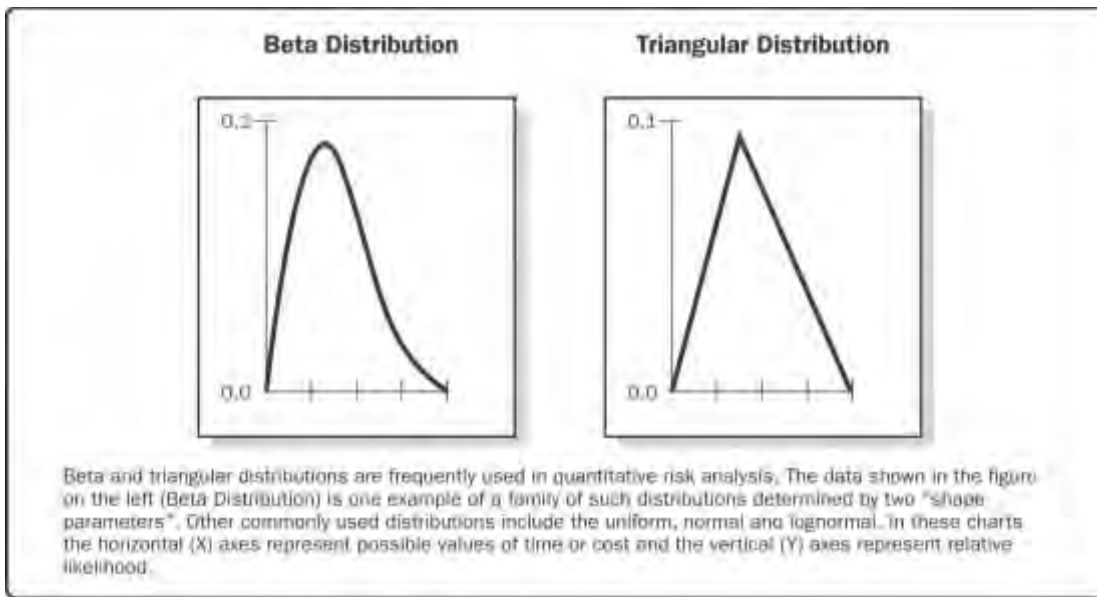 Beta Distribution
Triangular Distribution
0.1
0.0
0.1
0.0
Beta and triangular distributions are frequently used in quantitative risk analysis. The data shown in the figure
on the left (Beta Distribution) is one example of a family of such distributions determined by two "shape
parameters". Other commonly used distributions include the uniform, normal and lognormal. In these charts
the horizontal (X) axes represent possible values of time or cost and the vertical (Y) axes represent relative
likelihood.